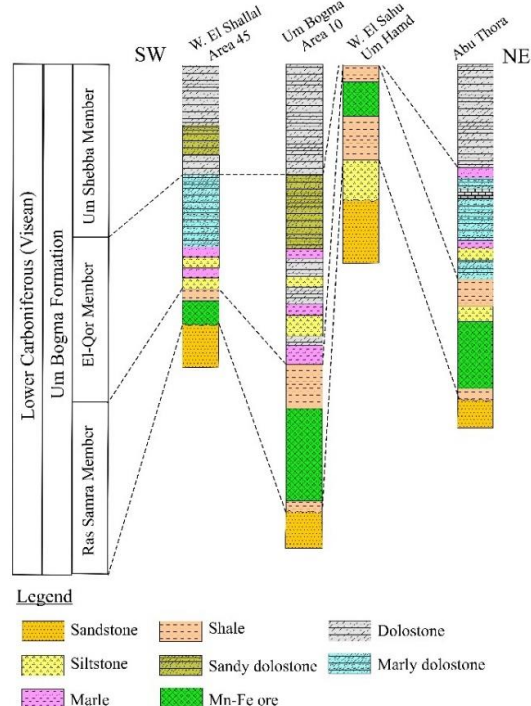 SW
W. El Shallal
Area 45
Um Bogma
Area 10
W. El Sahu
Um Hamd
Abu Thora
NE
Lower Carboniferous (Visean)
Um Bogma Formation
Um Shebba Member
El-Qor Member
Ras Samra Member
Legend
Sandstone
Shale
Dolostone
Siltstone
Sandy dolostone
Marly dolostone
Marle
Mn-Fe ore